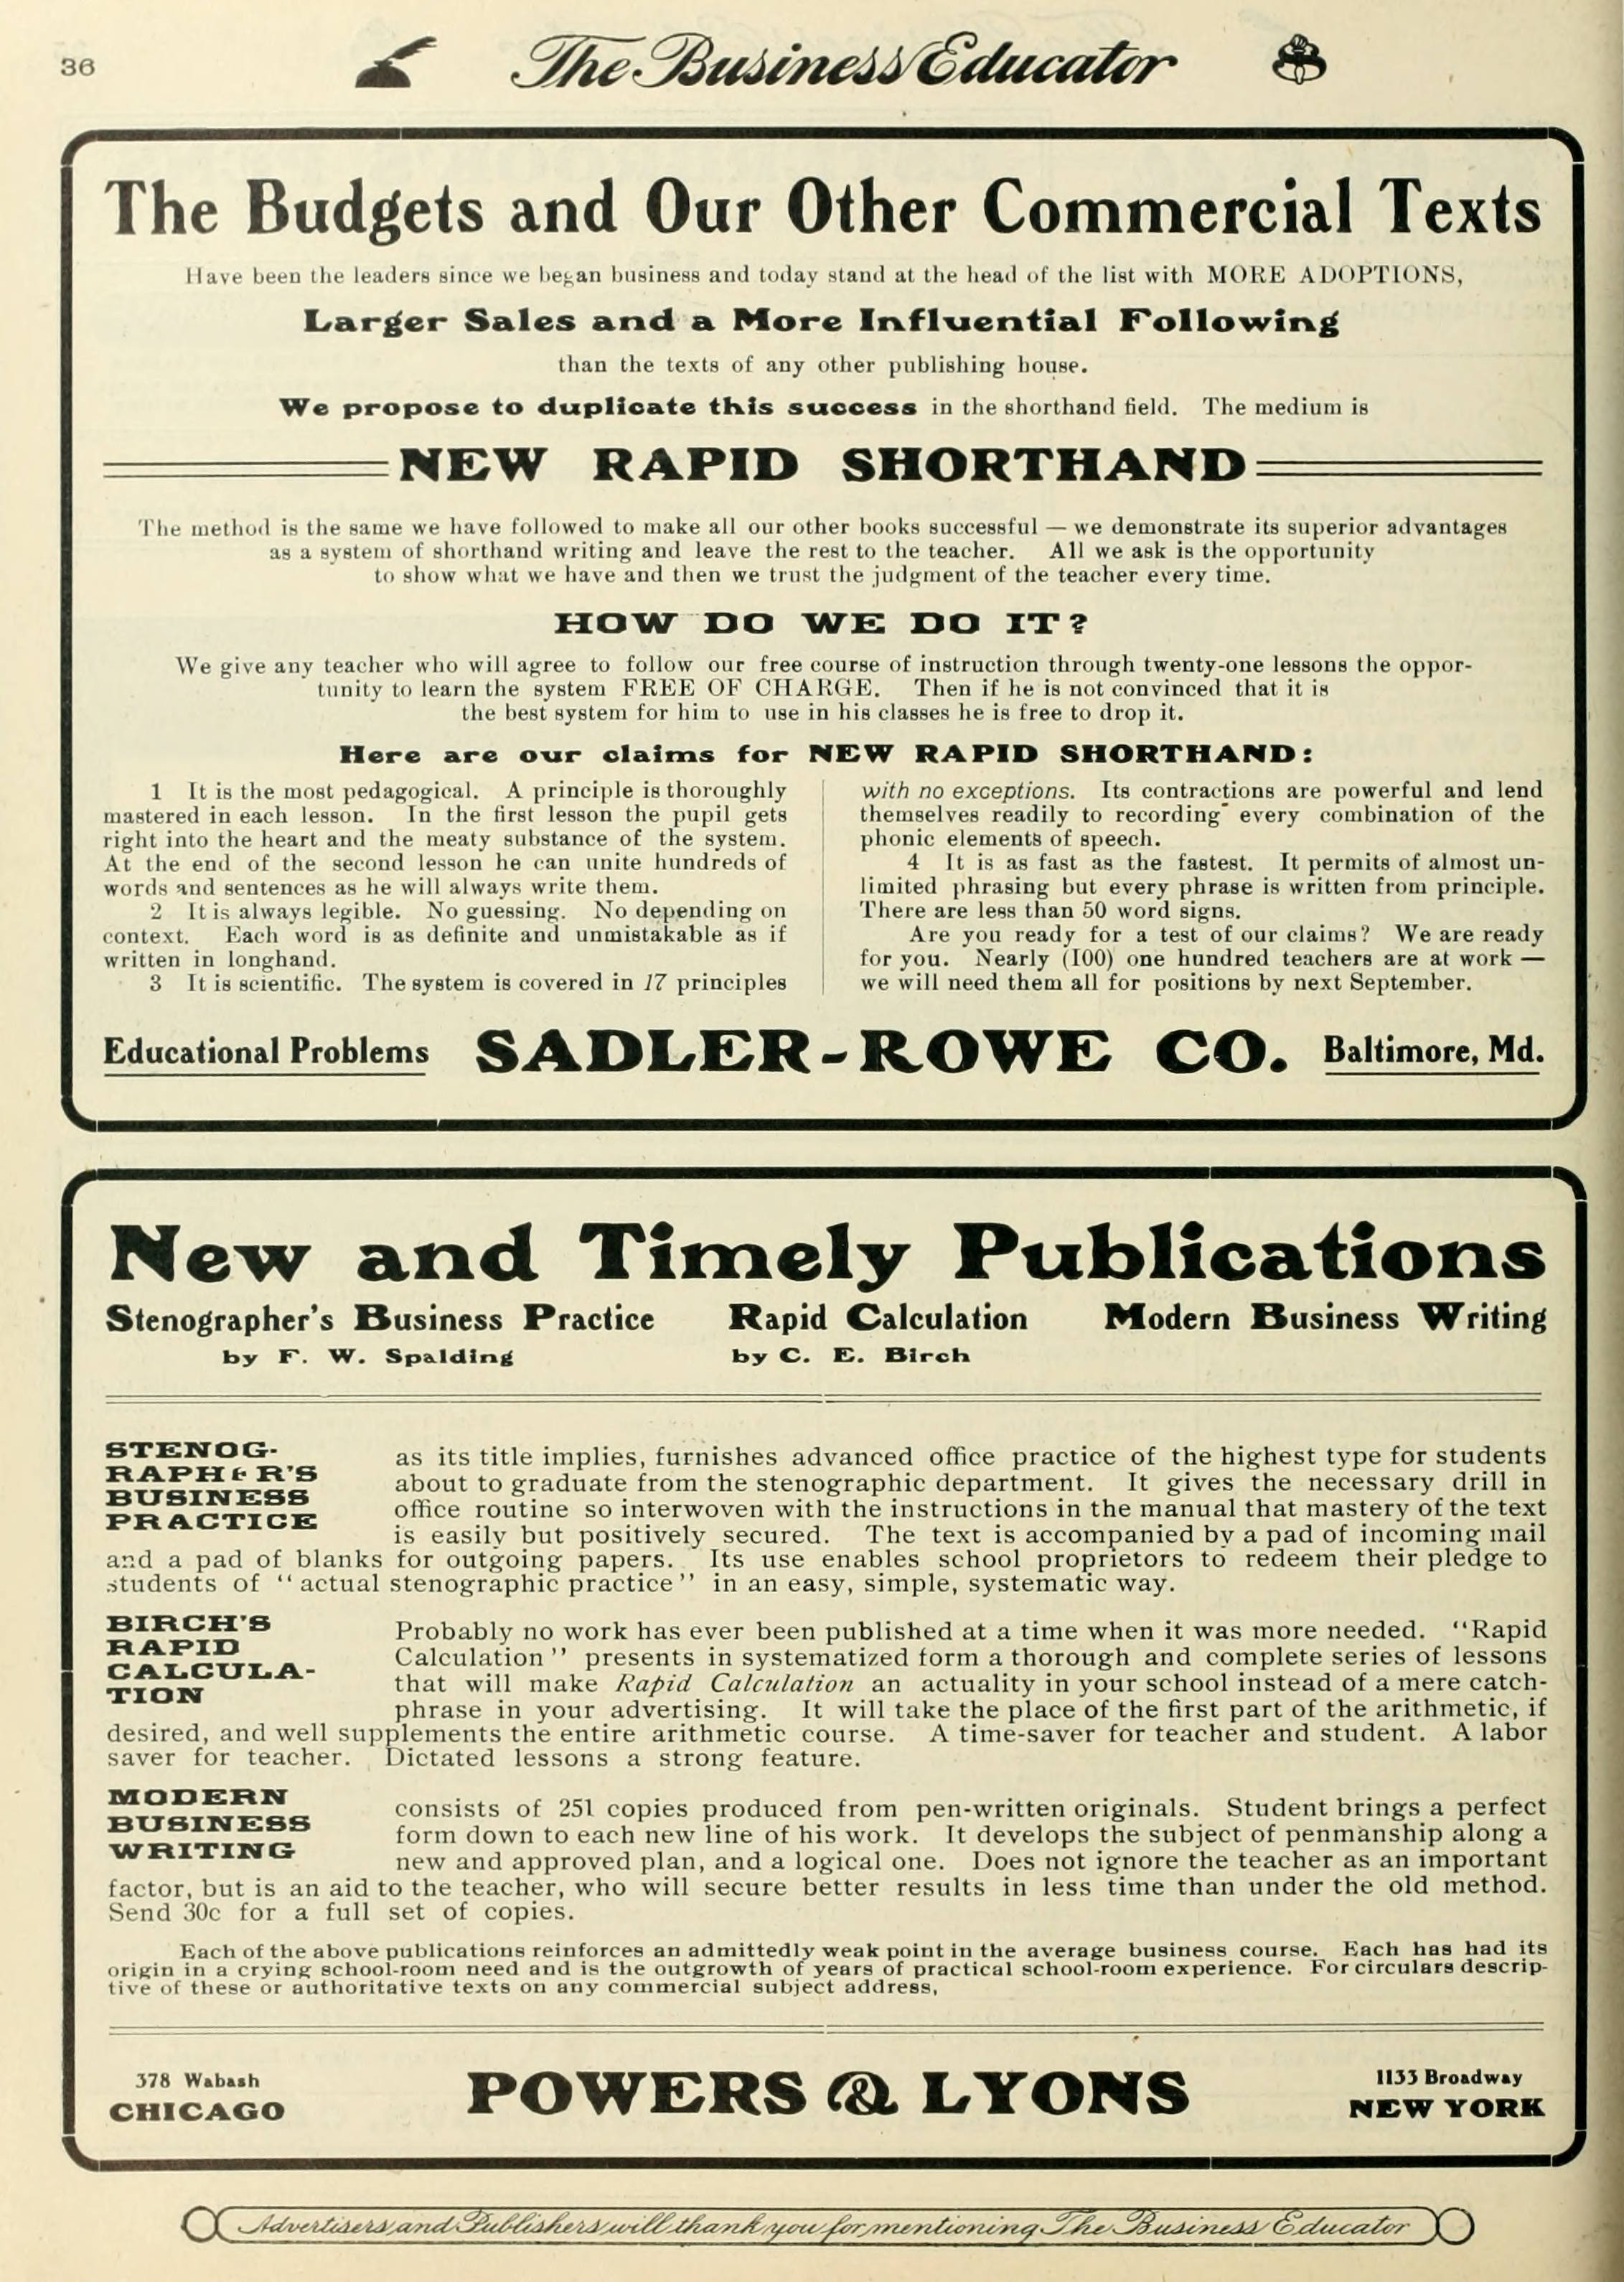 36
The Business Educator
The Budgets and Our Other Commercial Texts
Have been the leaders since we began business and today stand at the head of the list with MORE ADOPTIONS,
Larger Sales and a More Influential Following
than the texts of any other publishing house.
We propose to duplicate this success in the shorthand field. The medium is
NEW RAPID SHORTHAND
The method is the same we have followed to make all our other books successful — we demonstrate its superior advantages
as a system of shorthand writing and leave the rest to the teacher. All we ask is the opportunity
to show what we have and then we trust the judgment of the teacher every time.
HOW DO WE DO IT?
We give any teacher who will agree to follow our free course of instruction through twenty-one lessons the oppor-
tunity to learn the system FREE OF CHARGE. Then if he is not convinced that it is
the best system for him to use in his classes he is free to drop it.
Here are our claims for NEW RAPID SHORTHAND:
1 It is the most pedagogical. A principle is thoroughly
mastered in each lesson. In the first lesson the pupil gets
right into the heart and the meaty substance of the system.
At the end of the second lesson he can unite hundreds of
words and sentences as he will always write them.
2 It is always legible. No guessing. No depending on
context. Each word is as definite and unmistakable as if
written in longhand.
3 It is scientific. The system is covered in 17 principles
with no exceptions. Its contractions are powerful and lend
themselves readily to recording every combination of the
phonic elements of speech.
4 It is as fast as the fastest. It permits of almost un-
limited phrasing but every phrase is written from principle.
There are less than 50 word signs.
Are you ready for a test of our claims? We are ready
for you. Nearly (100) one hundred teachers are at work —
we will need them all for positions by next September.
Educational Problems SADLER-ROWE CO. Baltimore, Md.
New and Timely Publications
Stenographer's Business Practice Rapid Calculation Modern Business Writing
by F. W. Spalding by C. E. Birch
STENOG-
RAPHER'S
BUSINESS
PRACTICE
as its title implies, furnishes advanced office practice of the highest type for students
about to graduate from the stenographic department. It gives the necessary drill in
office routine so interwoven with the instructions in the manual that mastery of the text
is easily but positively secured. The text is accompanied by a pad of incoming mail
and a pad of blanks for outgoing papers. Its use enables school proprietors to redeem their pledge to
students of "actual stenographic practice" in an easy, simple, systematic way.
BIRCH'S
RAPID
CALCULA-
TION
Probably no work has ever been published at a time when it was more needed. "Rapid
Calculation" presents in systematized form a thorough and complete series of lessons
that will make Rapid Calculation an actuality in your school instead of a mere catch-
phrase in your advertising. It will take the place of the first part of the arithmetic, if
desired, and well supplements the entire arithmetic course. A time-saver for teacher and student. A labor
saver for teacher. Dictated lessons a strong feature.
MODERN
BUSINESS
WRITING
consists of 251 copies produced from pen-written originals. Student brings a perfect
form down to each new line of his work. It develops the subject of penmanship along a
new and approved plan, and a logical one. Does not ignore the teacher as an important
factor, but is an aid to the teacher, who will secure better results in less time than under the old method.
Send 30c for a full set of copies.
Each of the above publications reinforces an admittedly weak point in the average business course. Each has had its
origin in a crying school-room need and is the outgrowth of years of practical school-room experience. For circulars descrip-
tive of these or authoritative texts on any commercial subject address,
378 Wabash
CHICAGO
POWERS & LYONS
1133 Broadway
NEW YORK
Advertisers and Publishers will thank you for mentioning The Business Educator